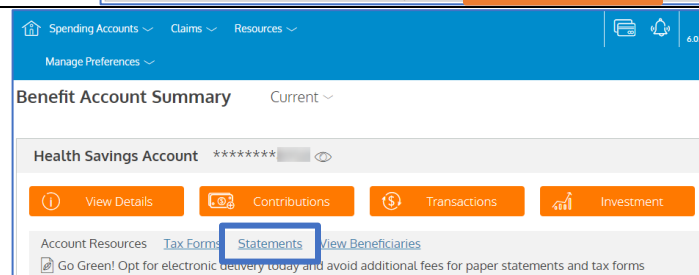 Spending Accounts Claims Resources
6.0.
Manage Preferences
Benefit Account Summary Current
Health Savings Account ********
View Details Contributions Transactions Investment
Account Resources Tax Forms Statements View Beneficiaries
Go Green! Opt for electronic delivery today and avoid additional fees for paper statements and tax forms